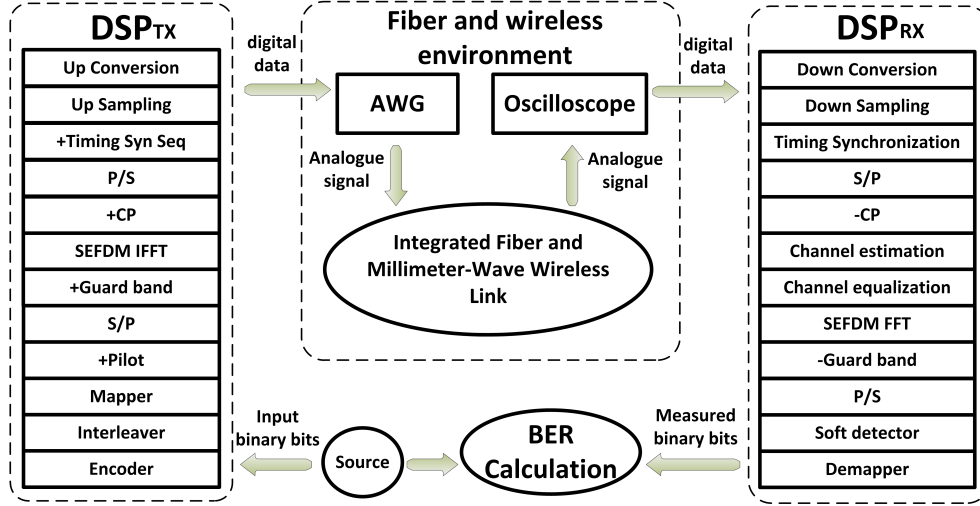 DSPTX
Up Conversion
Up Sampling
+Timing Syn Seq
P/S
+CP
SEFDM IFFT
+Guard band
S/P
+Pilot
Mapper
Interleaver
Encoder
digital
data
Fiber and wireless
environment
AWG
Oscilloscope
Analogue
signal
Analogue
signal
Integrated Fiber and
Millimeter-Wave Wireless
Link
digital
data
Input
binary bits
Source
BER
Calculation
Measured
binary bits
DSPRX
Down Conversion
Down Sampling
Timing Synchronization
S/P
-CP
Channel estimation
Channel equalization
SEFDM FFT
-Guard band
P/S
Soft detector
Demapper